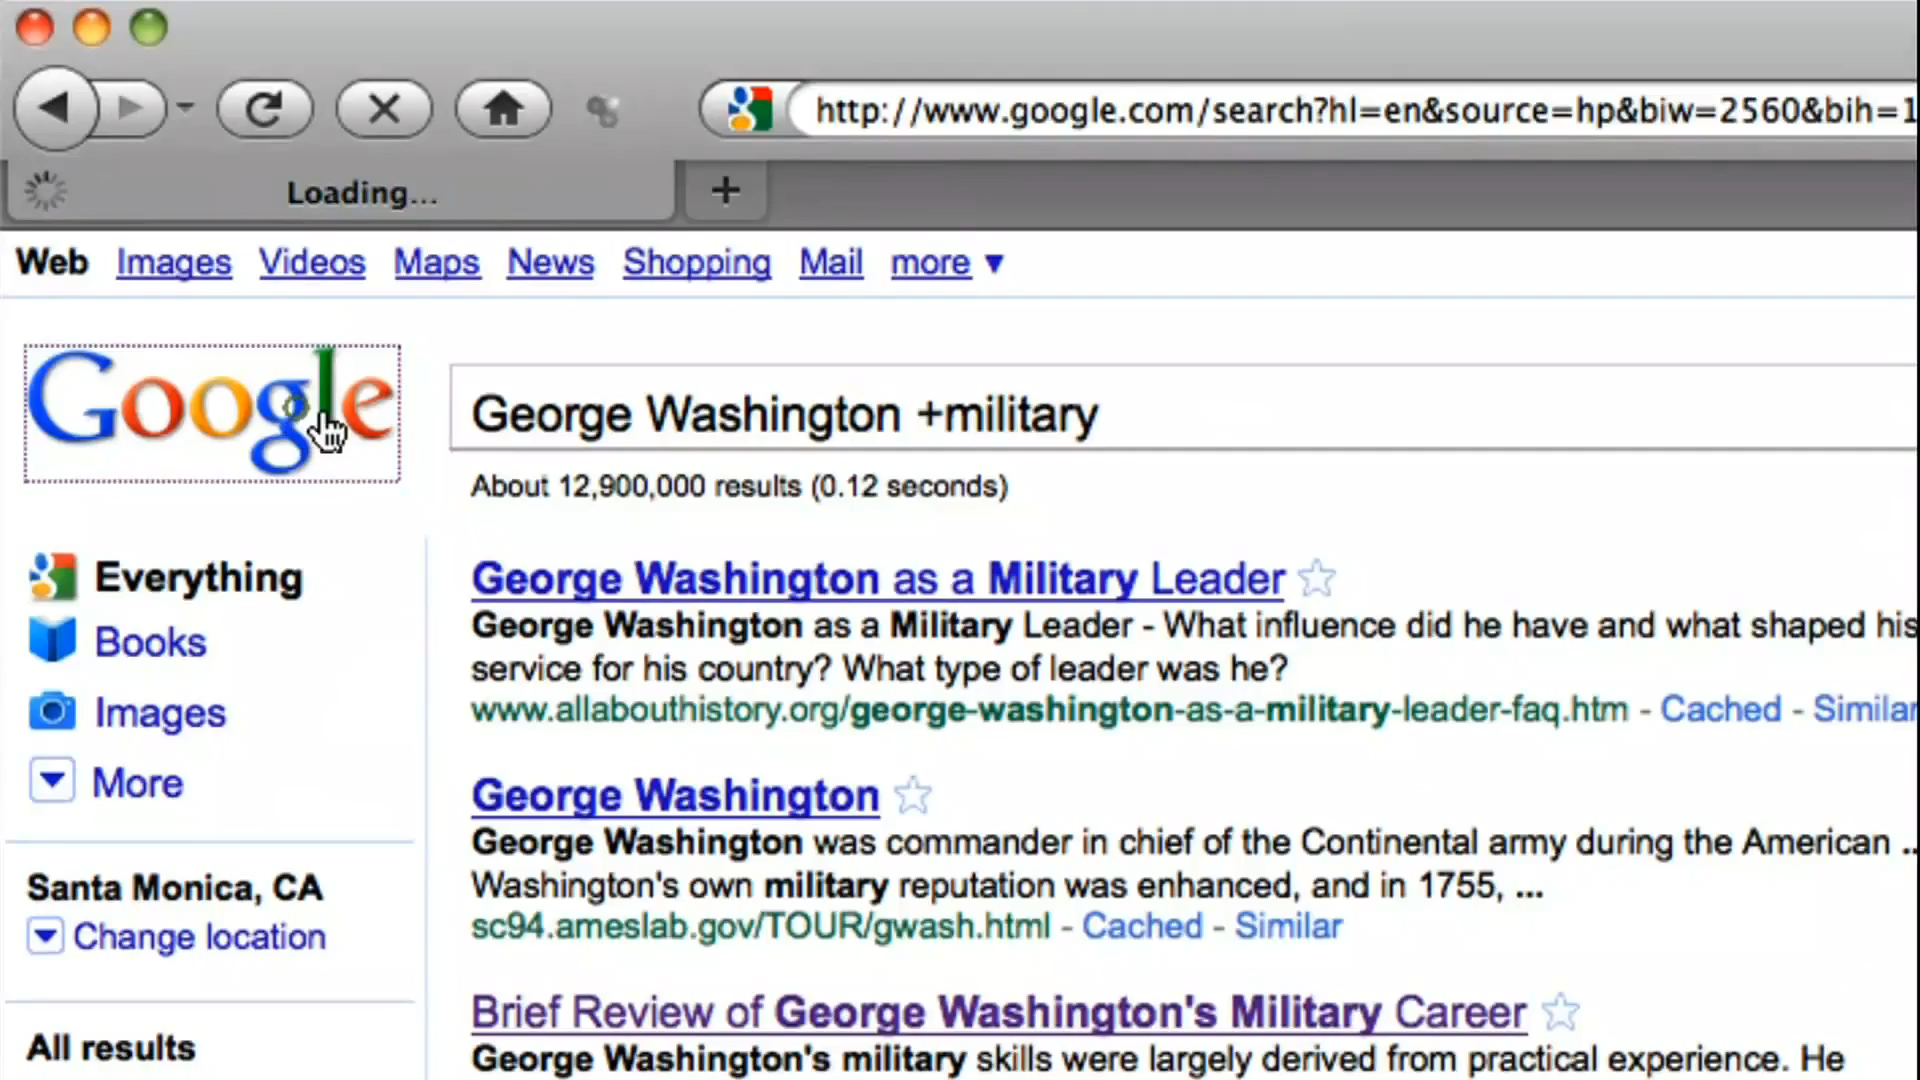 http://www.google.com/search?hl=en&source=hp&biw=2560&bih=1
Loading...
Web Images Videos Maps News Shopping Mail more
Google
George Washington +military
About 12,900,000 results (0.12 seconds)
Everything
Books
Images
More
Santa Monica, CA
Change location
All results
George Washington as a Military Leader
George Washington as a Military Leader - What influence did he have and what shaped his
service for his country? What type of leader was he?
www.allabouthistory.org/george-washington-as-a-military-leader-faq.htm - Cached - Similar
George Washington
George Washington was commander in chief of the Continental army during the American ...
Washington's own military reputation was enhanced, and in 1755, ...
sc94.ameslab.gov/TOUR/gwash.html - Cached - Similar
Brief Review of George Washington's Military Career
George Washington's military skills were largely derived from practical experience. He